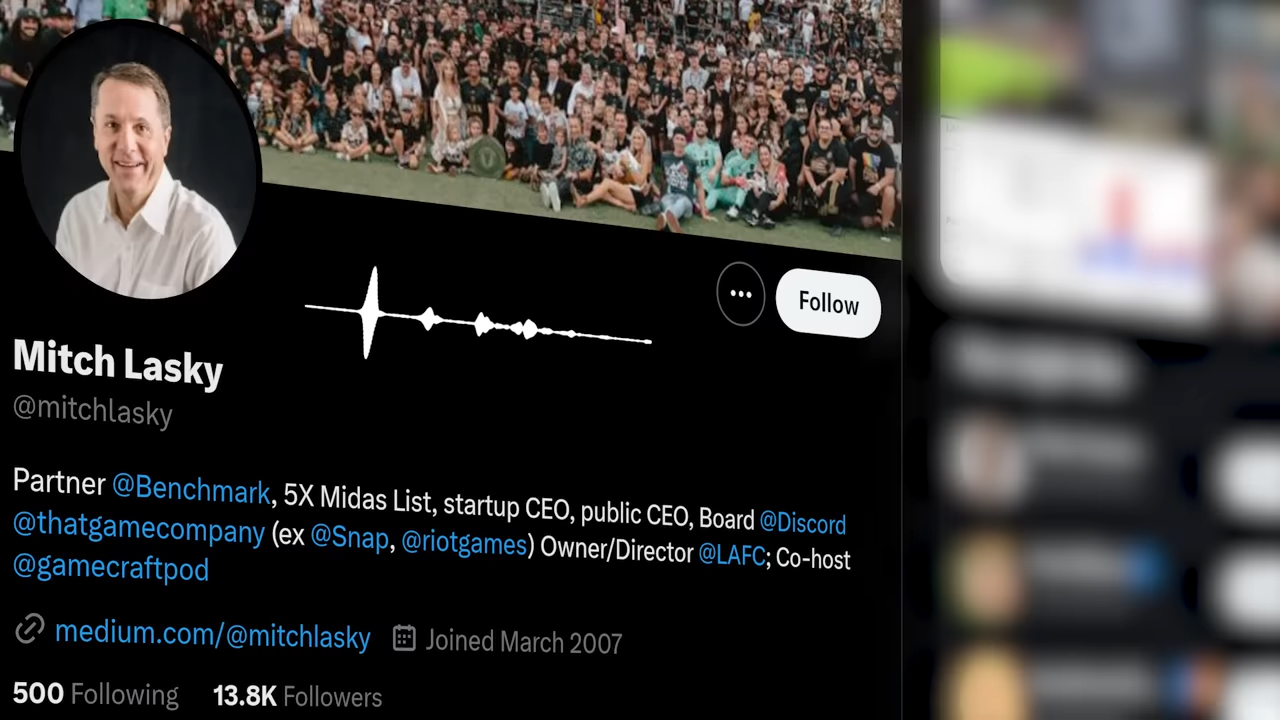 Follow
Mitch Lasky
@mitchlasky
Partner @Benchmark, 5X Midas List, startup CEO, public CEO, Board @Discord
@thatgamecompany (ex @Snap, @riotgames) Owner/Director @LAFC; Co-host
@gamecraftpod
medium.com/@mitchlasky Joined March 2007
500 Following 13.8K Followers